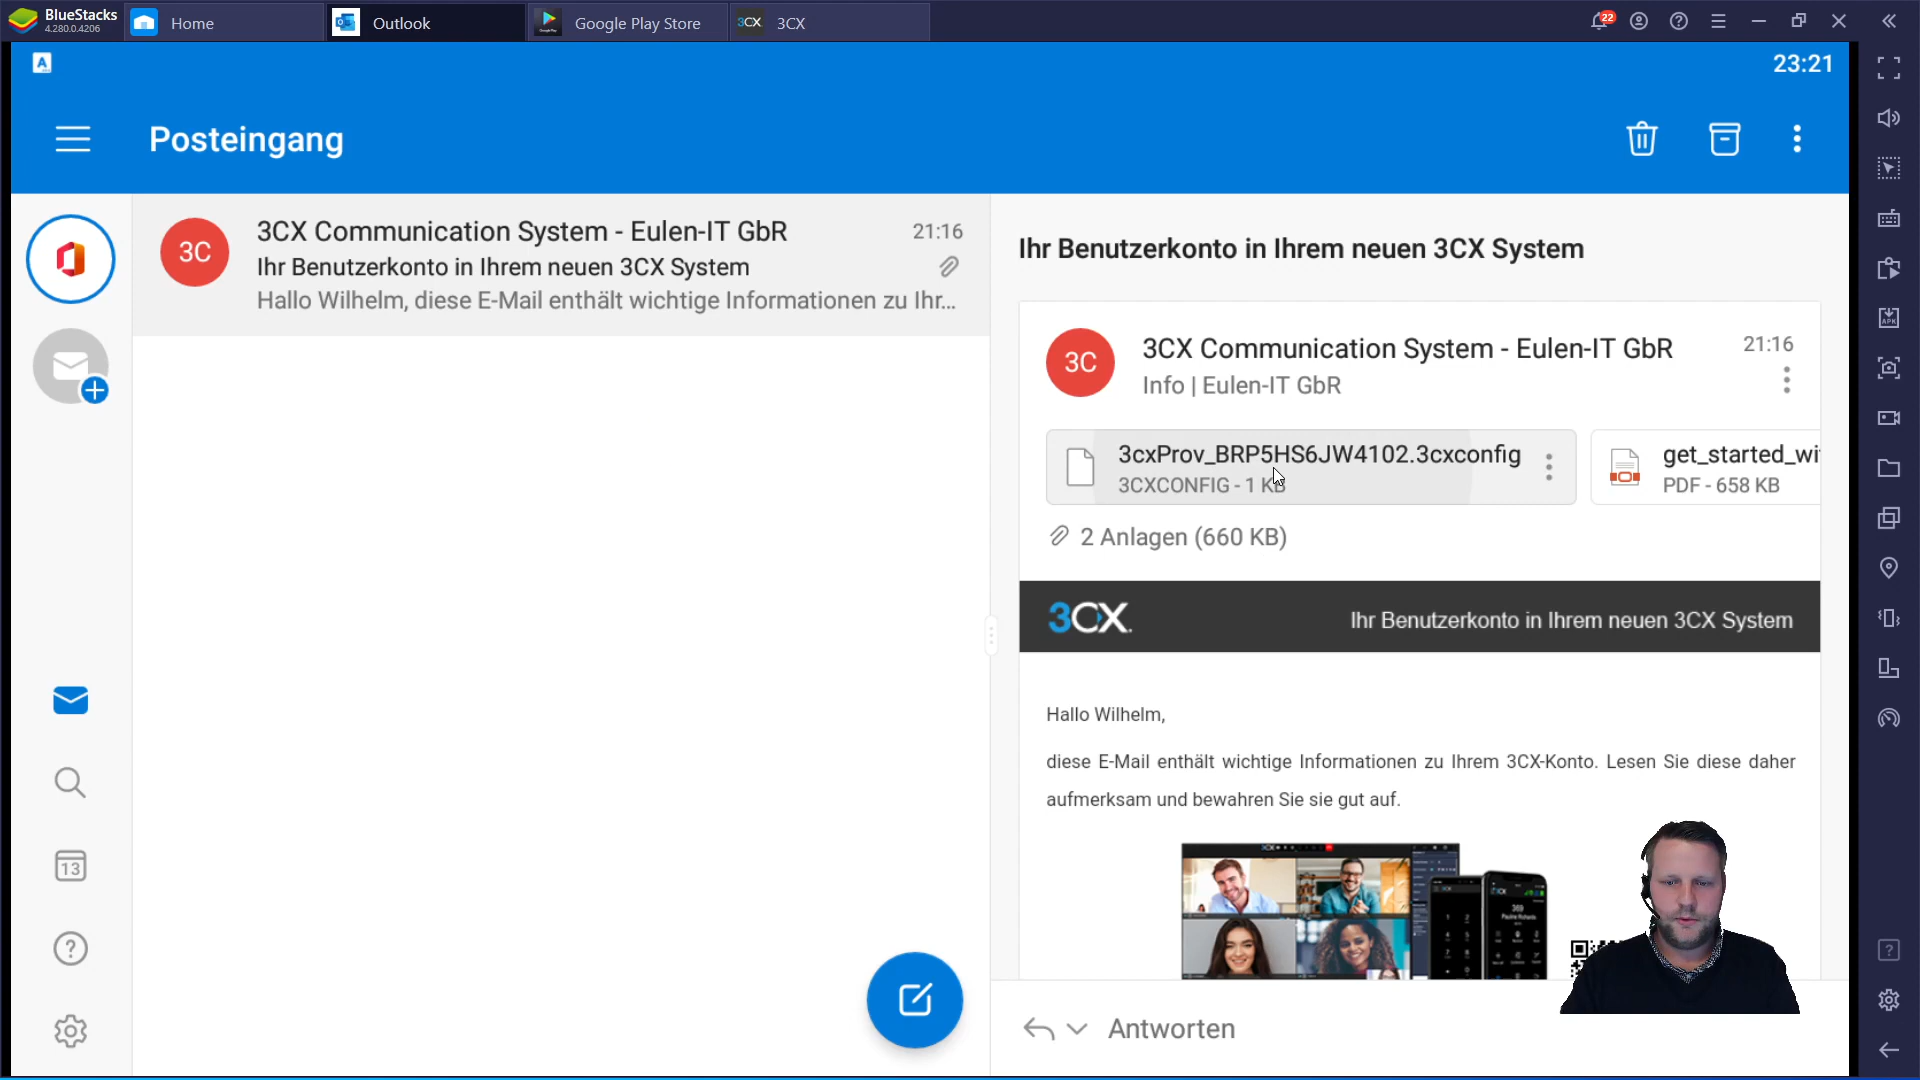 BlueStacks
4.280.0.4206
Home
Outlook
Google Play Store
3CX
3CX
22
A
23:21
Posteingang
3C
3CX Communication System - Eulen-IT GbR
21:16
Ihr Benutzerkonto in Ihrem neuen 3CX System
Hallo Wilhelm, diese E-Mail enthält wichtige Informationen zu Ihr...
Ihr Benutzerkonto in Ihrem neuen 3CX System
3C
3CX Communication System - Eulen-IT GbR
21:16
Info | Eulen-IT GbR
3cxProv_BRP5HS6JW4102.3cxconfig
3CXCONFIG - 1 KB
get_started_wi
PDF - 658 KB
2 Anlagen (660 KB)
3CX
Ihr Benutzerkonto in Ihrem neuen 3CX System
Hallo Wilhelm,
diese E-Mail enthält wichtige Informationen zu Ihrem 3CX-Konto. Lesen Sie diese daher
aufmerksam und bewahren Sie sie gut auf.
13
Antworten